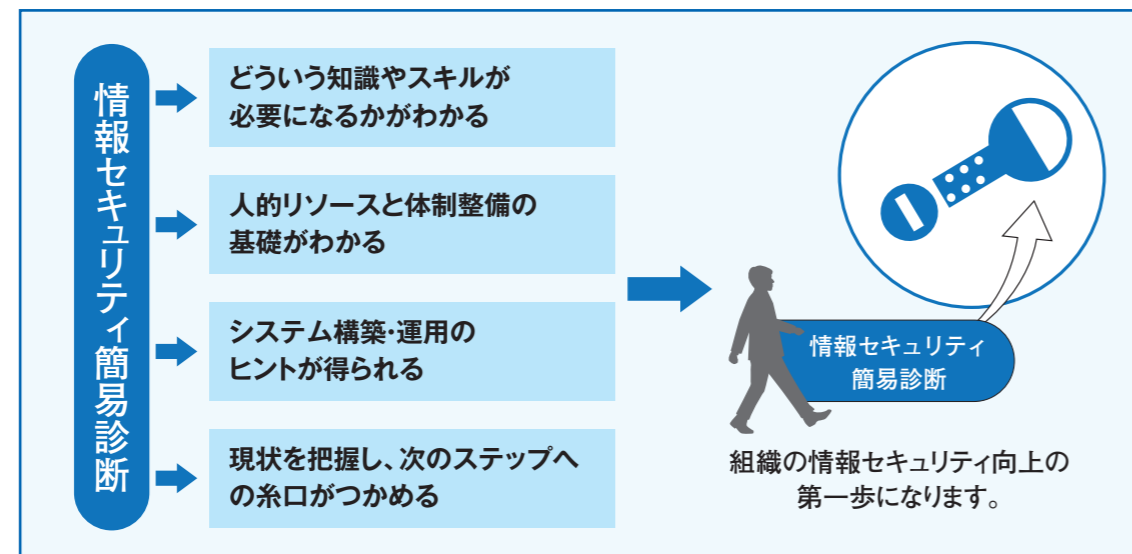 情報セキュリティ簡易診断
どういう知識やスキルが
必要になるかがわかる
人的リソースと体制整備の
基礎がわかる
システム構築・運用の
ヒントが得られる
現状を把握し、次のステップへ
の糸口がつかめる
情報セキュリティ
簡易診断
組織の情報セキュリティ向上の
第一歩になります。